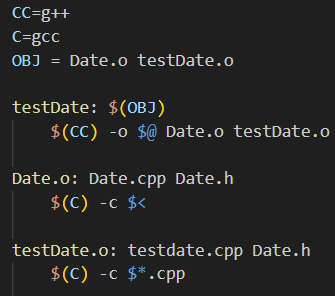 CC=g++
C=gcc
OBJ = Date.o testDate.o
testDate: $(OBJ)
$(CC) -o $@ Date.o testDate.o
Date.o: Date.cpp Date.h
$(C) -c $<
testDate.o: testdate.cpp Date.h
$(C) -c $*.cpp